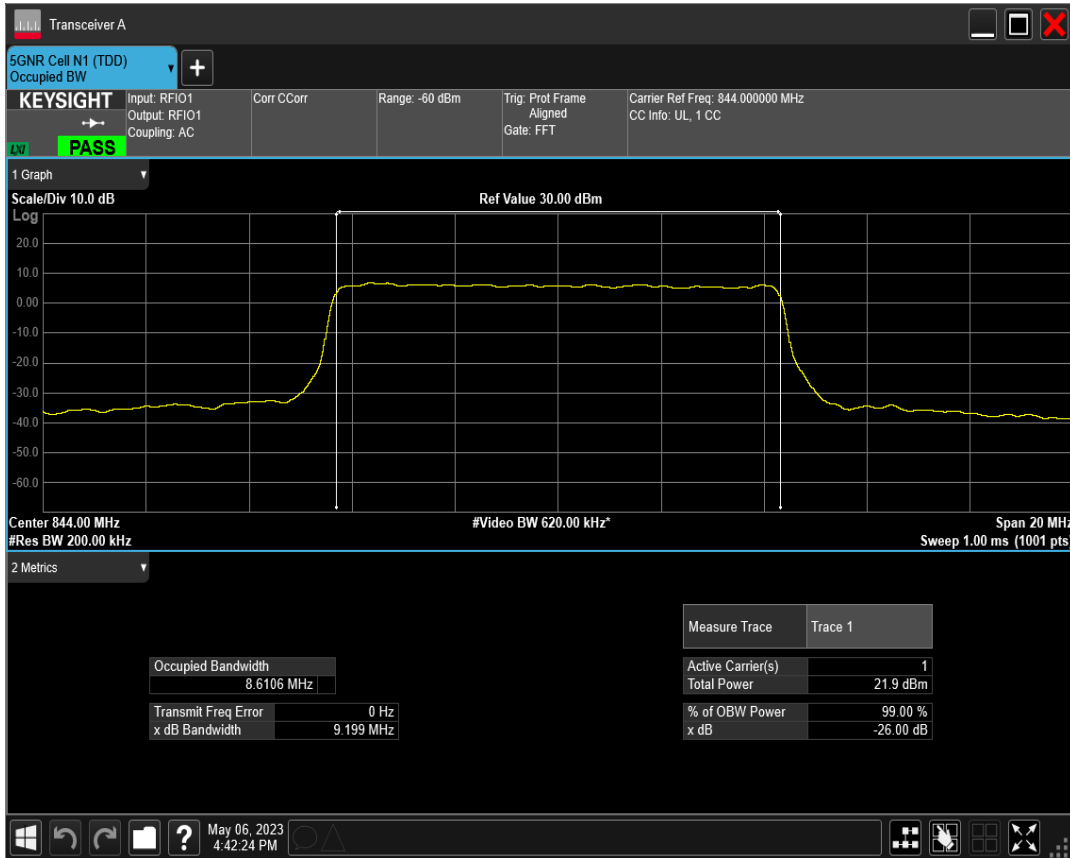 Transceiver A
5GNR Cell N1 (TDD)
Occupied BW
+
KEYSIGHT
LXI
PASS
Input: RFIO1
Output: RFIO1
Coupling: AC
Corr CCorr
Range: -60 dBm
Trig: Prot Frame
Aligned
Gate: FFT
Carrier Ref Freq: 844.000000 MHz
CC Info: UL, 1 CC
1 Graph
Scale/Div 10.0 dB
Ref Value 30.00 dBm
Log
20.0
10.0
0.00
-10.0
-20.0
-30.0
-40.0
-50.0
-60.0
Center 844.00 MHz
#Video BW 620.00 kHz*
Span 20 MHz
#Res BW 200.00 kHz
Sweep 1.00 ms (1001 pts)
2 Metrics
Measure Trace Trace 1
Occupied Bandwidth
8.6106 MHz
Active Carrier(s) 1
Total Power 21.9 dBm
Transmit Freq Error 0 Hz
x dB Bandwidth 9.199 MHz
% of OBW Power 99.00 %
x dB -26.00 dB
?
May 06, 2023
4:42:24 PM